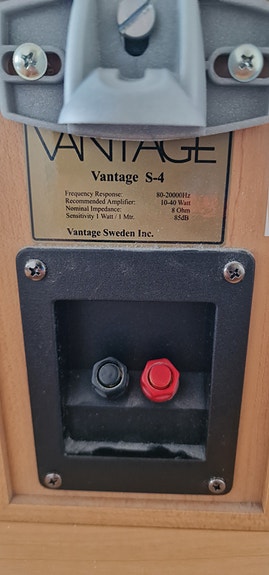 VANTAGE
Vantage S-4
Frequency Response: 80-20000Hz
Recommended Amplifier: 10-40 Watt
Nominal Impedance: 8 Ohm
Sensitivity 1 Watt / 1 Mtr. 85dB
Vantage Sweden Inc.